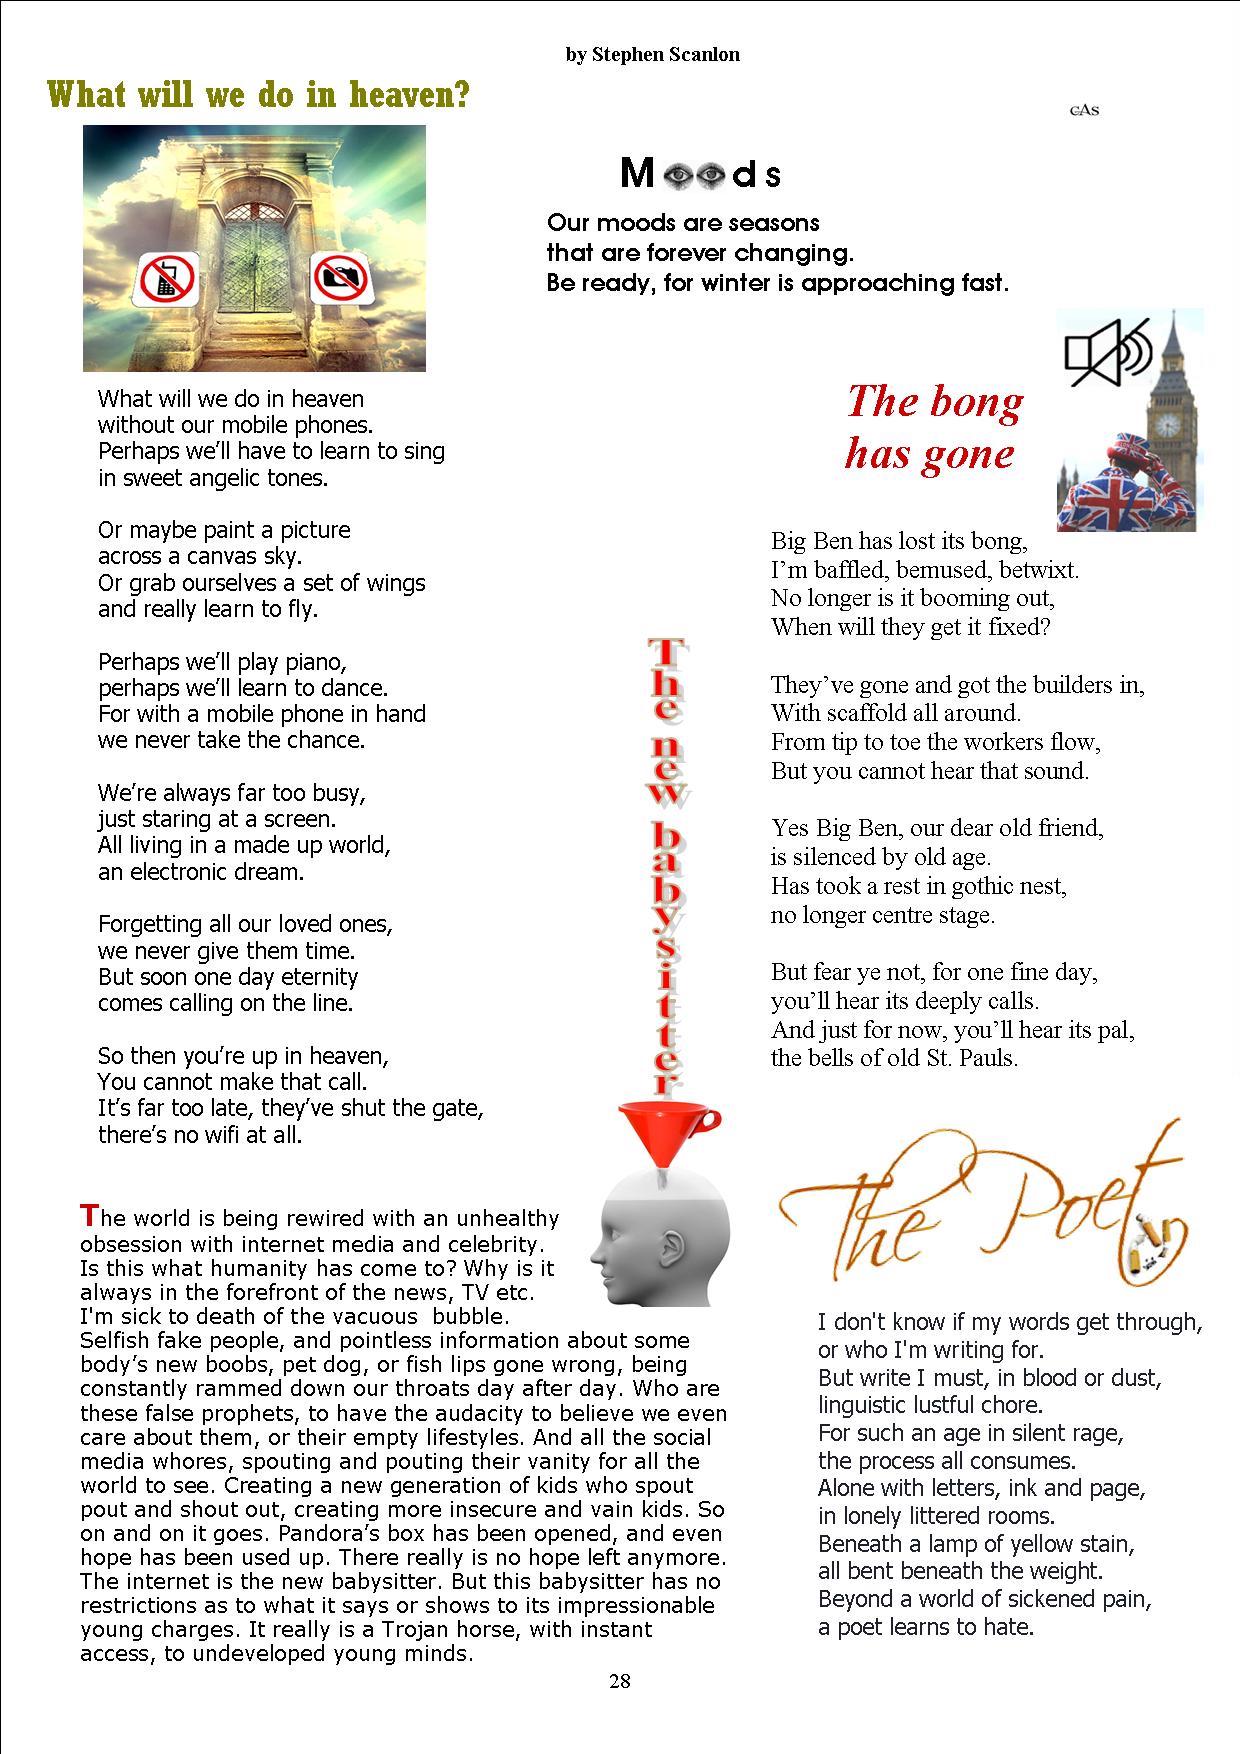 by Stephen Scanlon
What will we do in heaven?
cAs
M ds
Our moods are seasons
that are forever changing.
Be ready, for winter is approaching fast.
What will we do in heaven
without our mobile phones.
Perhaps we’ll have to learn to sing
in sweet angelic tones.
Or maybe paint a picture
across a canvas sky.
Or grab ourselves a set of wings
and really learn to fly.
Perhaps we’ll play piano,
perhaps we’ll learn to dance.
For with a mobile phone in hand
we never take the chance.
We’re always far too busy,
just staring at a screen.
All living in a made up world,
an electronic dream.
Forgetting all our loved ones,
we never give them time.
But soon one day eternity
comes calling on the line.
So then you’re up in heaven,
You cannot make that call.
It’s far too late, they’ve shut the gate,
there’s no wifi at all.
The bong
has gone
Big Ben has lost its bong,
I’m baffled, bemused, betwixt.
No longer is it booming out,
When will they get it fixed?
They’ve gone and got the builders in,
With scaffold all around.
From tip to toe the workers flow,
But you cannot hear that sound.
Yes Big Ben, our dear old friend,
is silenced by old age.
Has took a rest in gothic nest,
no longer centre stage.
But fear ye not, for one fine day,
you’ll hear its deeply calls.
And just for now, you’ll hear its pal,
the bells of old St. Pauls.
The new babysitter
The world is being rewired with an unhealthy
obsession with internet media and celebrity.
Is this what humanity has come to? Why is it
always in the forefront of the news, TV etc.
I'm sick to death of the vacuous  bubble.
Selfish fake people, and pointless information about some
body’s new boobs, pet dog, or fish lips gone wrong, being
constantly rammed down our throats day after day. Who are
these false prophets, to have the audacity to believe we even
care about them, or their empty lifestyles. And all the social
media whores, spouting and pouting their vanity for all the
world to see. Creating a new generation of kids who spout
pout and shout out, creating more insecure and vain kids. So
on and on it goes. Pandora’s box has been opened, and even
hope has been used up. There really is no hope left anymore.
The internet is the new babysitter. But this babysitter has no
restrictions as to what it says or shows to its impressionable
young charges. It really is a Trojan horse, with instant
access, to undeveloped young minds.
The Poet
I don't know if my words get through,
or who I'm writing for.
But write I must, in blood or dust,
linguistic lustful chore.
For such an age in silent rage,
the process all consumes.
Alone with letters, ink and page,
in lonely littered rooms.
Beneath a lamp of yellow stain,
all bent beneath the weight.
Beyond a world of sickened pain,
a poet learns to hate.
28